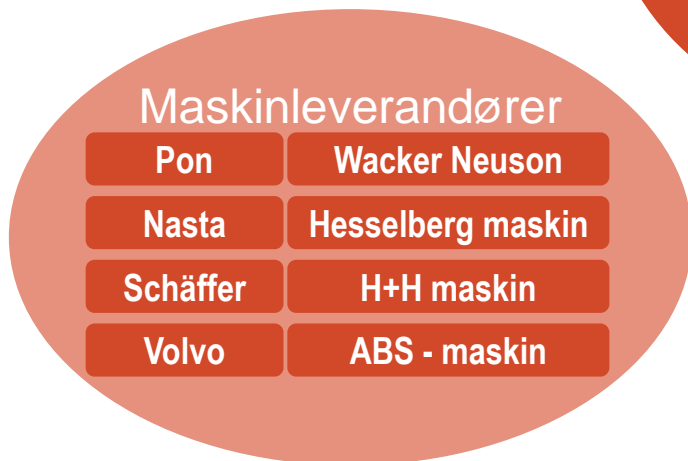 Maskinleverandører
Pon Wacker Neuson
Nasta Hesselberg maskin
Schäffer H+H maskin
Volvo ABS - maskin